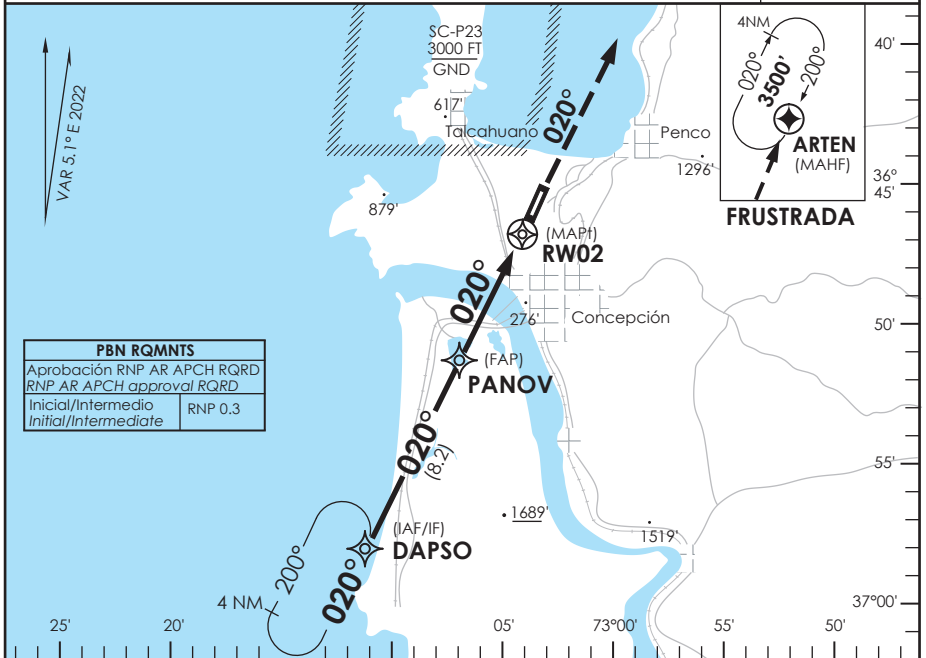 SC-P23
3000 FT
GND
617'
Talcahuano
Penco
1296'
879'
VAR 5.1° E 2022
020°
020°
(MAPt)
RW02
276'
Concepción
(FAP)
PANOV
020°
(8.2)
(IAF/IF)
DAPSO
020°
200°
4 NM
1689'
1519'
PBN RQMNTS
Aprobación RNP AR APCH RQRD
RNP AR APCH approval RQRD
Inicial/Intermedio
Initial/Intermediate
RNP 0.3
4NM
020°
3500'
200°
ARTEN
(MAHF)
FRUSTRADA
40'
36°
45'
50'
55'
37°00'
25'
20'
05'
73°00'
55'
50'